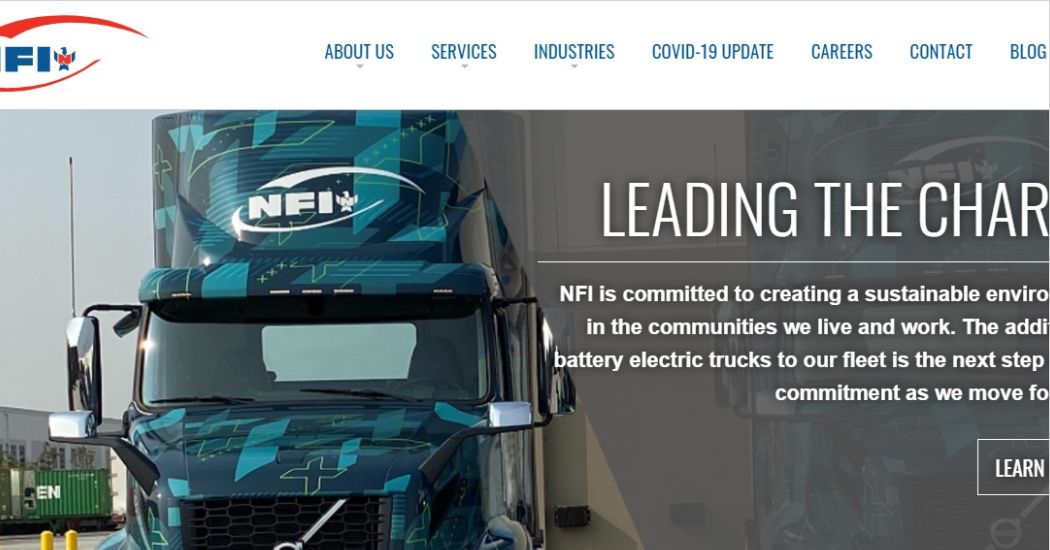 NFI
ABOUT US SERVICES INDUSTRIES COVID-19 UPDATE CAREERS CONTACT BLOG
NFI
LEADING THE CHAR
NFI is committed to creating a sustainable enviro
in the communities we live and work. The addi
battery electric trucks to our fleet is the next step
commitment as we move fo
LEARN
EN